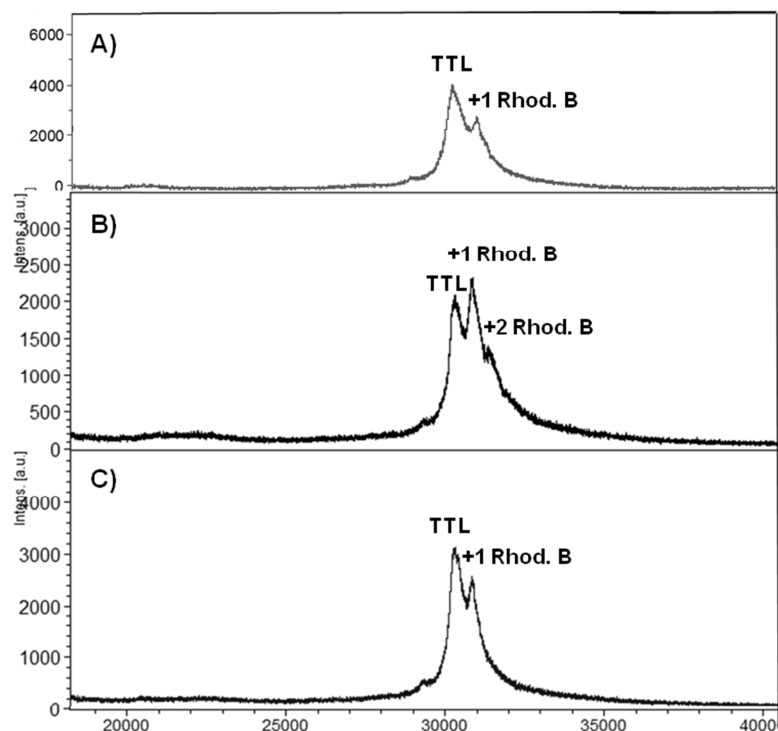 A)
6000
4000
2000
0
TTL
+1 Rhod. B
Intens. [a.u.]
B)
3000
2500
2000
1500
1000
500
0
+1 Rhod. B
TTL
+2 Rhod. B
Intens. [a.u.]
C)
4000
3000
2000
1000
0
TTL
+1 Rhod. B
20000 25000 30000 35000